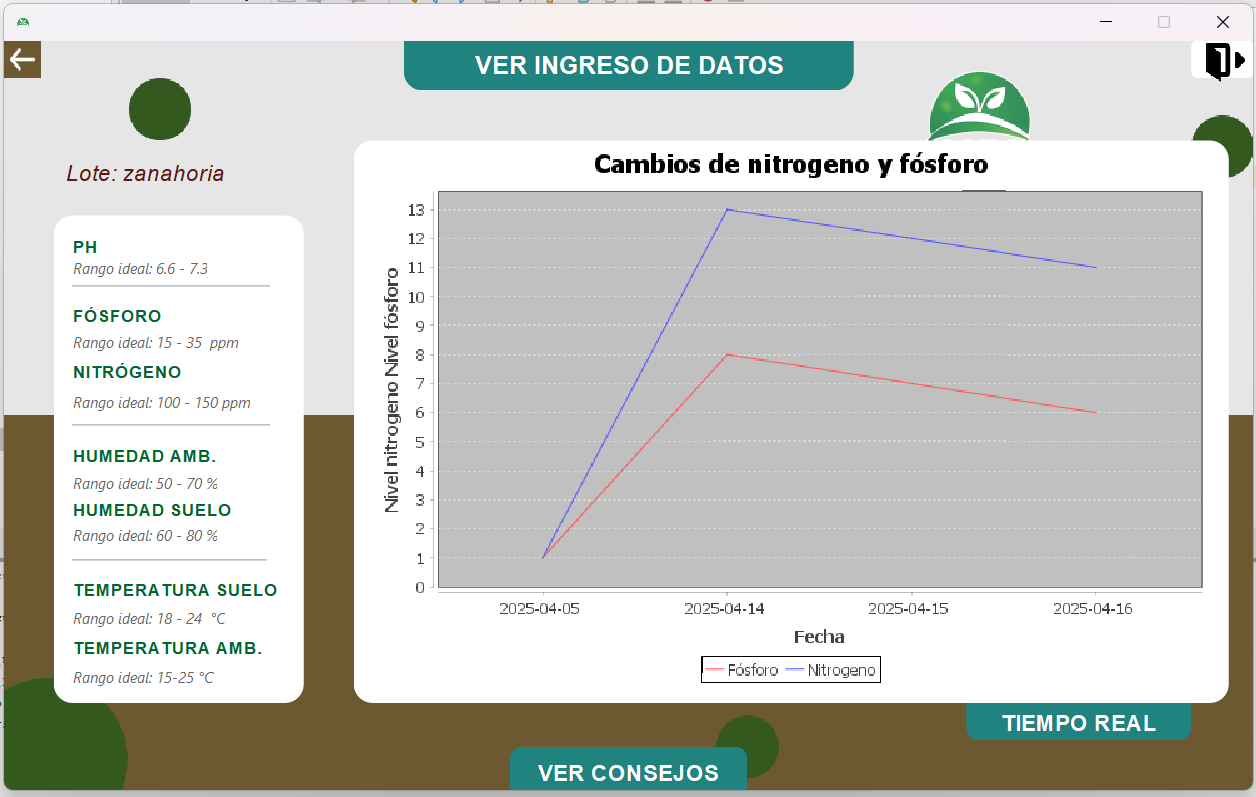 VER INGRESO DE DATOS
Lote: zanahoria
PH
Rango ideal: 6.6 - 7.3
FÓSFORO
Rango ideal: 15 - 35 ppm
NITRÓGENO
Rango ideal: 100 - 150 ppm
HUMEDAD AMB.
Rango ideal: 50 - 70 %
HUMEDAD SUELO
Rango ideal: 60 - 80 %
TEMPERATURA SUELO
Rango ideal: 18 - 24 °C
TEMPERATURA AMB.
Rango ideal: 15-25 °C
Cambios de nitrogeno y fósforo
Nivel nitrogeno Nivel fósforo
13
12
11
10
9
8
7
6
5
4
3
2
1
0
2025-04-05 2025-04-14 2025-04-15 2025-04-16
Fecha
Fósforo Nitrogeno
TIEMPO REAL
VER CONSEJOS